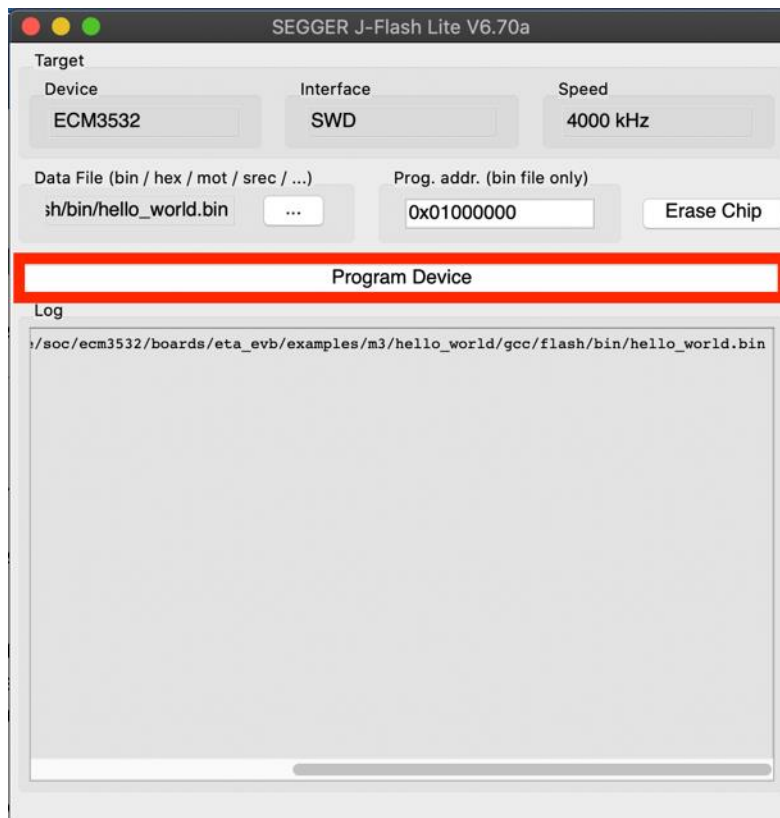 SEGGER J-Flash Lite V6.70a
Target
Device Interface Speed
ECM3532 SWD 4000 kHz
Data File (bin / hex / mot / srec / ...) Prog. addr. (bin file only)
sh/bin/hello_world.bin ... 0x01000000 Erase Chip
Program Device
Log
/soc/ecm3532/boards/eta_evb/examples/m3/hello_world/gcc/flash/bin/hello_world.bin